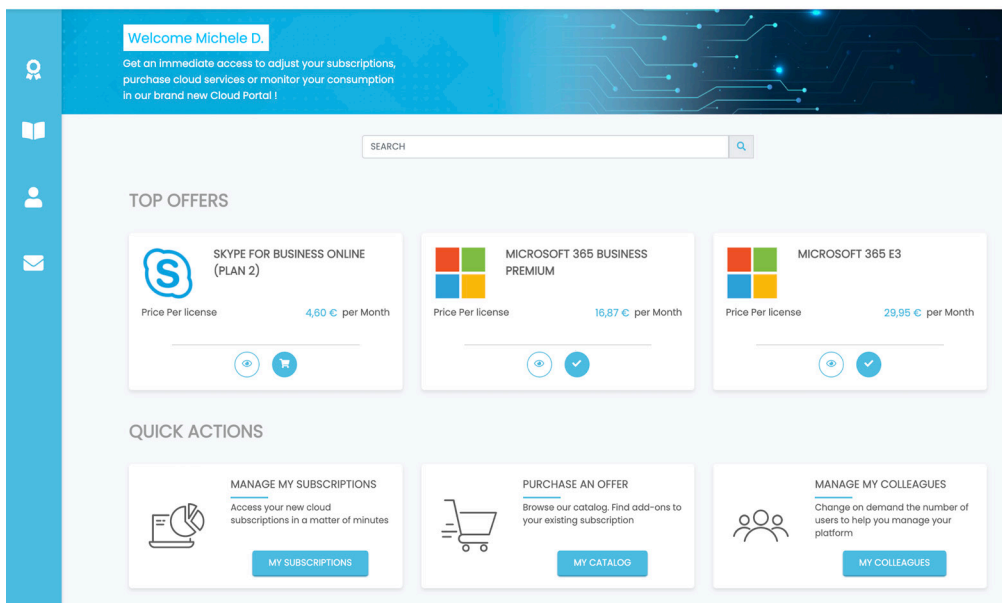 Welcome Michele D.
Get an immediate access to adjust your subscriptions,
purchase cloud services or monitor your consumption
in our brand new Cloud Portal !
SEARCH
TOP OFFERS
SKYPE FOR BUSINESS ONLINE
(PLAN 2)
Price Per license 4,60 € per Month
MICROSOFT 365 BUSINESS
PREMIUM
Price Per license 16,87 € per Month
MICROSOFT 365 E3
Price Per license 29,95 € per Month
QUICK ACTIONS
MANAGE MY SUBSCRIPTIONS
Access your new cloud
subscriptions in a matter of minutes
MY SUBSCRIPTIONS
PURCHASE AN OFFER
Browse our catalog. Find add-ons to
your existing subscription
MY CATALOG
MANAGE MY COLLEAGUES
Change on demand the number of
users to help you manage your
platform
MY COLLEAGUES